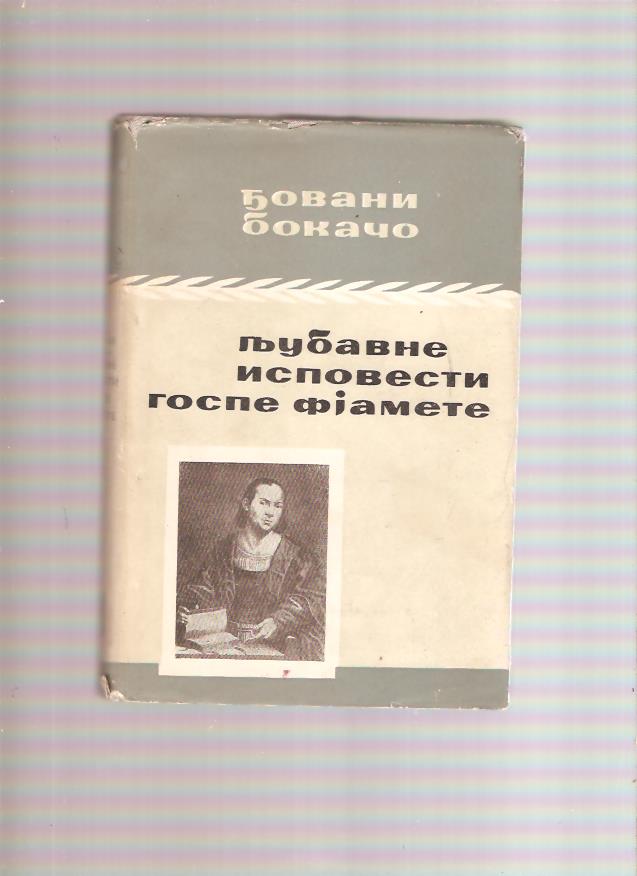 ђовани
бокачо
љубавне
исповести
госпе фјамете